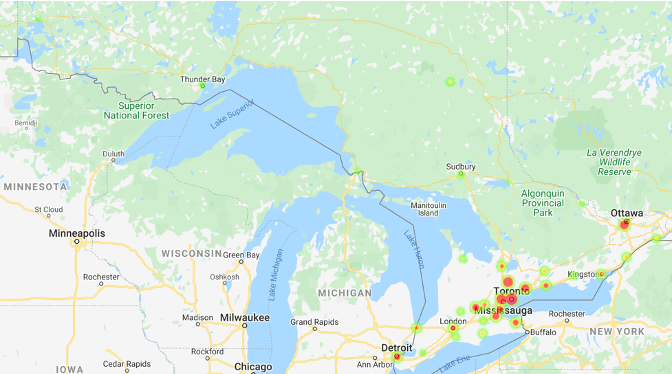 Thunder Bay
Superior
National Forest
Lake Superior
Bemidji
Duluth
Sudbury
La Verendrye
Wildlife
Reserve
MINNESOTA
Algonquin
Provincial
Park
Manitoulin
Island
St Cloud
Ottawa
Minneapolis
WISCONSIN
Green Bay
Lake Michigan
Lake Huron
Rochester
Oshkosh
Kingston
MICHIGAN
Toronto
Mississauga
Madison
Milwaukee
Grand Rapids
London
Rochester
Buffalo
NEW YORK
Rockford
Detroit
Ann Arbor
Lake Erie
IOWA
Cedar Rapids
Chicago